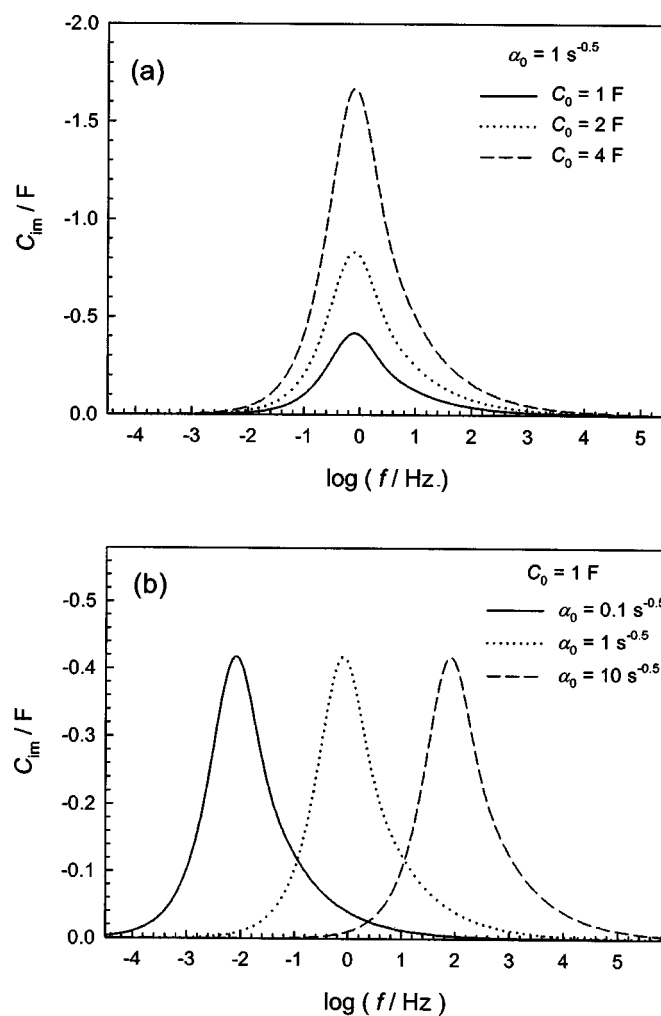 -2.0
(a)
α₀ = 1 s⁻⁰·⁵
C₀ = 1 F
C₀ = 2 F
C₀ = 4 F
-1.5
-1.0
-0.5
0.0
C_im / F
-4 -3 -2 -1 0 1 2 3 4 5
log ( f / Hz )
(b)
C₀ = 1 F
α₀ = 0.1 s⁻⁰·⁵
α₀ = 1 s⁻⁰·⁵
α₀ = 10 s⁻⁰·⁵
-0.5
-0.4
-0.3
-0.2
-0.1
0.0
C_im / F
-4 -3 -2 -1 0 1 2 3 4 5
log ( f / Hz )